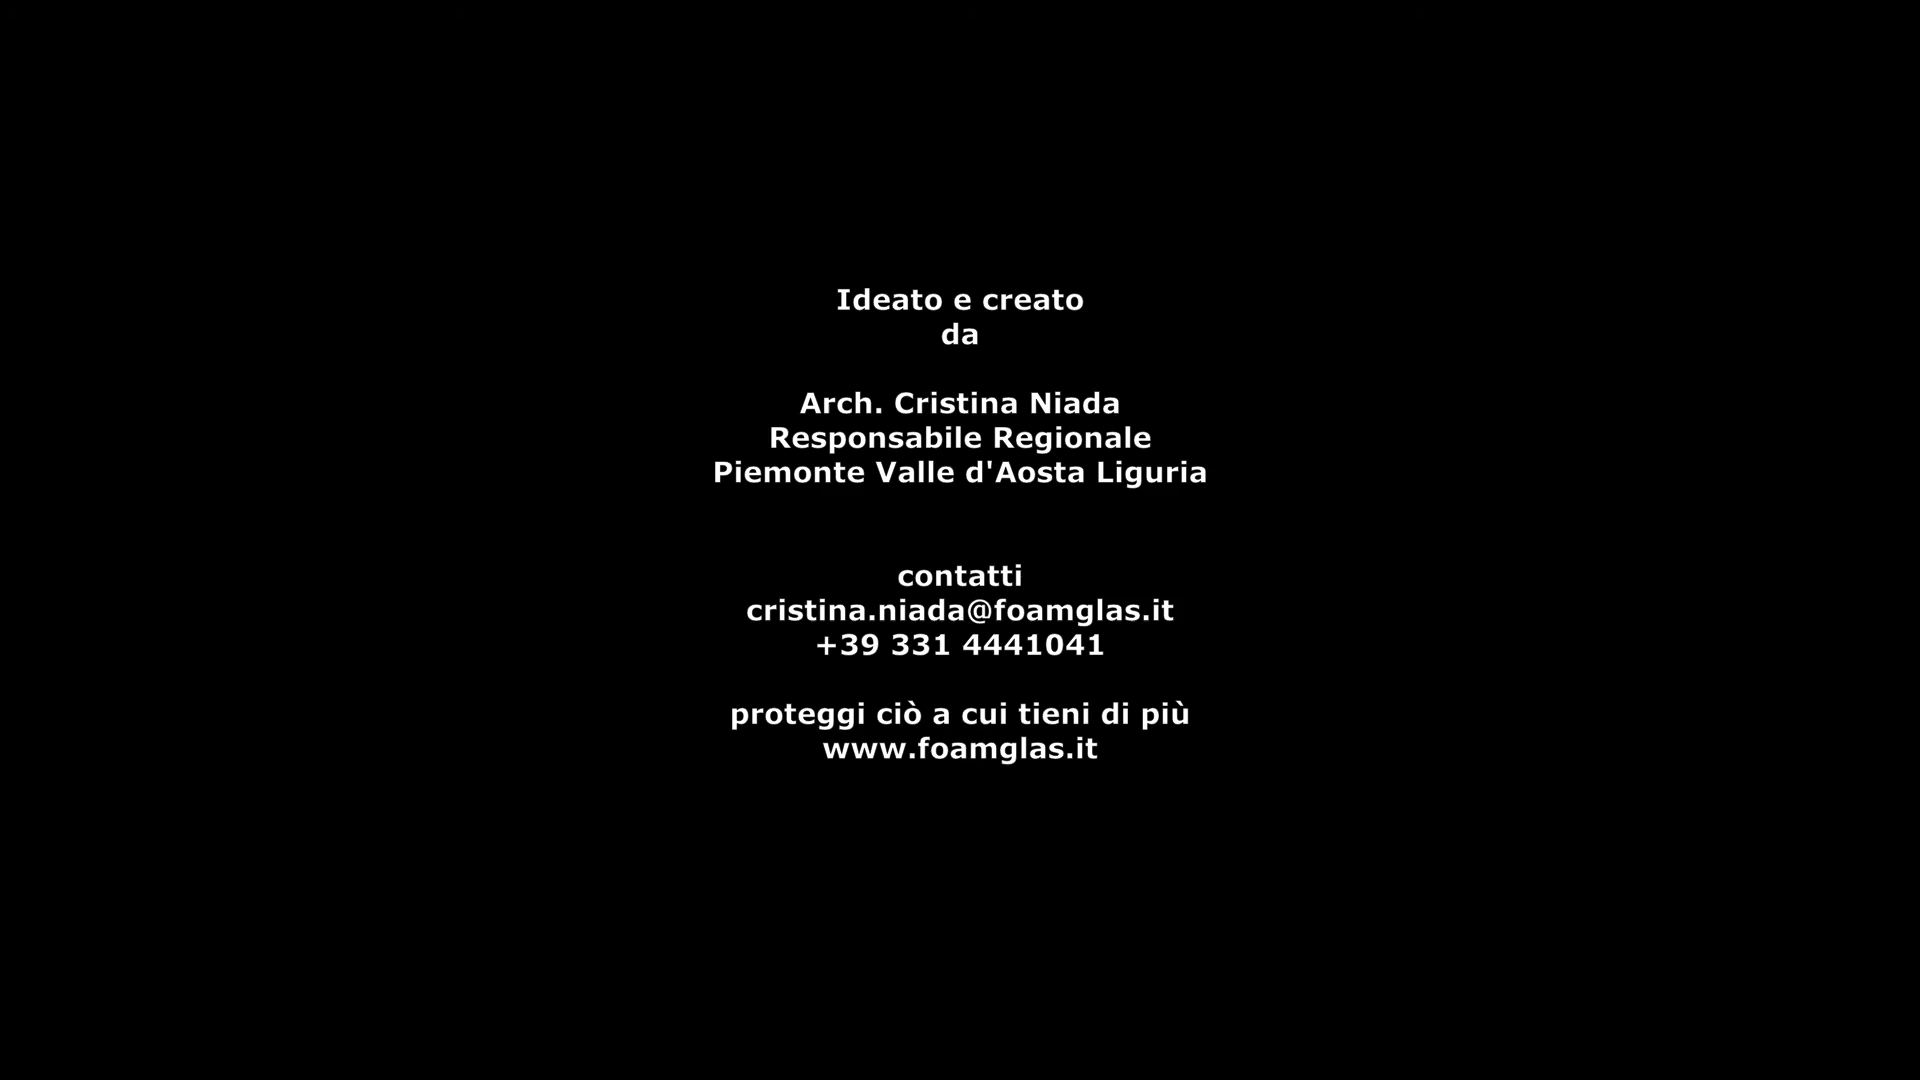 Ideato e creato
da
Arch. Cristina Niada
Responsabile Regionale
Piemonte Valle d'Aosta Liguria
contatti
cristina.niada@foamglas.it
+39 331 4441041
proteggi ciò a cui tieni di più
www.foamglas.it